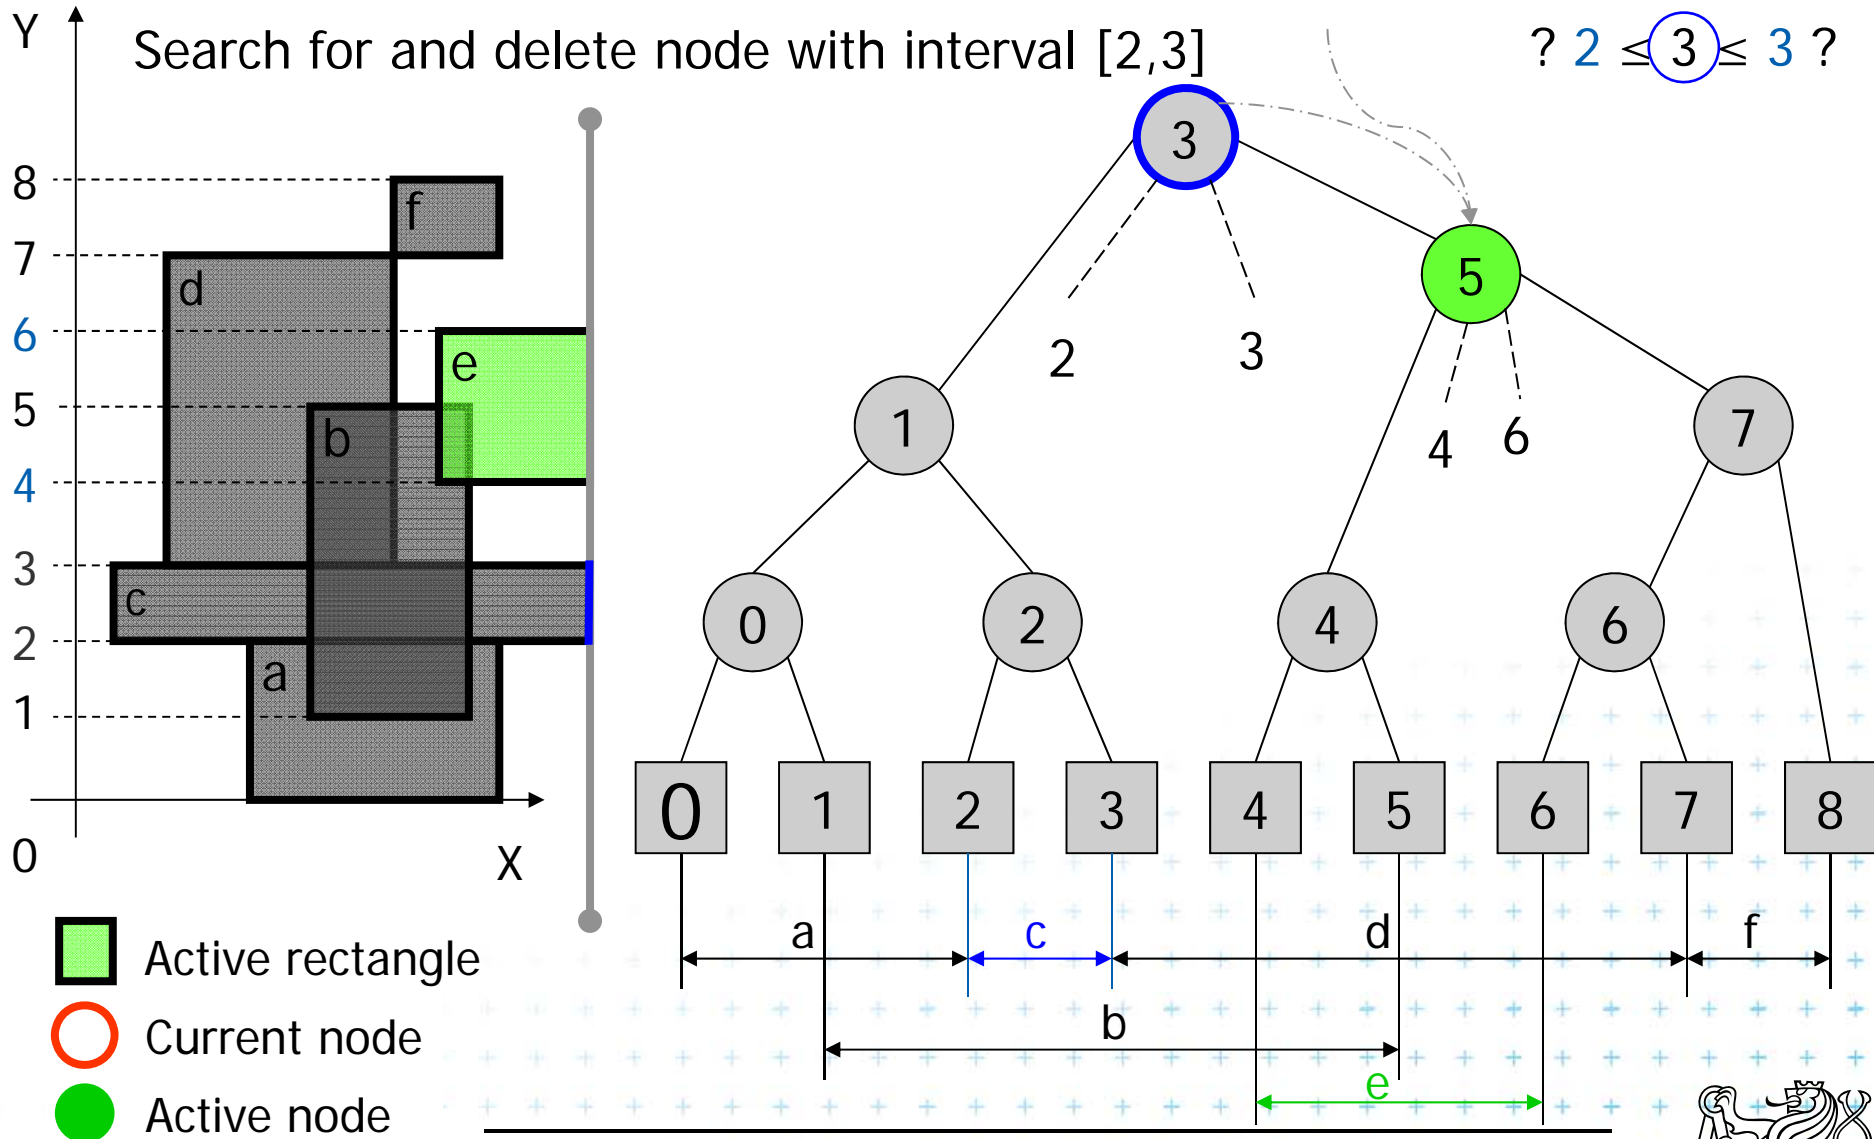 Y
Search for and delete node with interval [2,3]
? 2 ≤ 3 ≤ 3 ?
3
8
f
7
d
5
6
2
3
e
5
b
1
4
6
7
4
3
c
0
2
4
6
2
a
1
0
1
2
3
4
5
6
7
8
0
X
a
c
d
f
Active rectangle
b
Current node
e
Active node